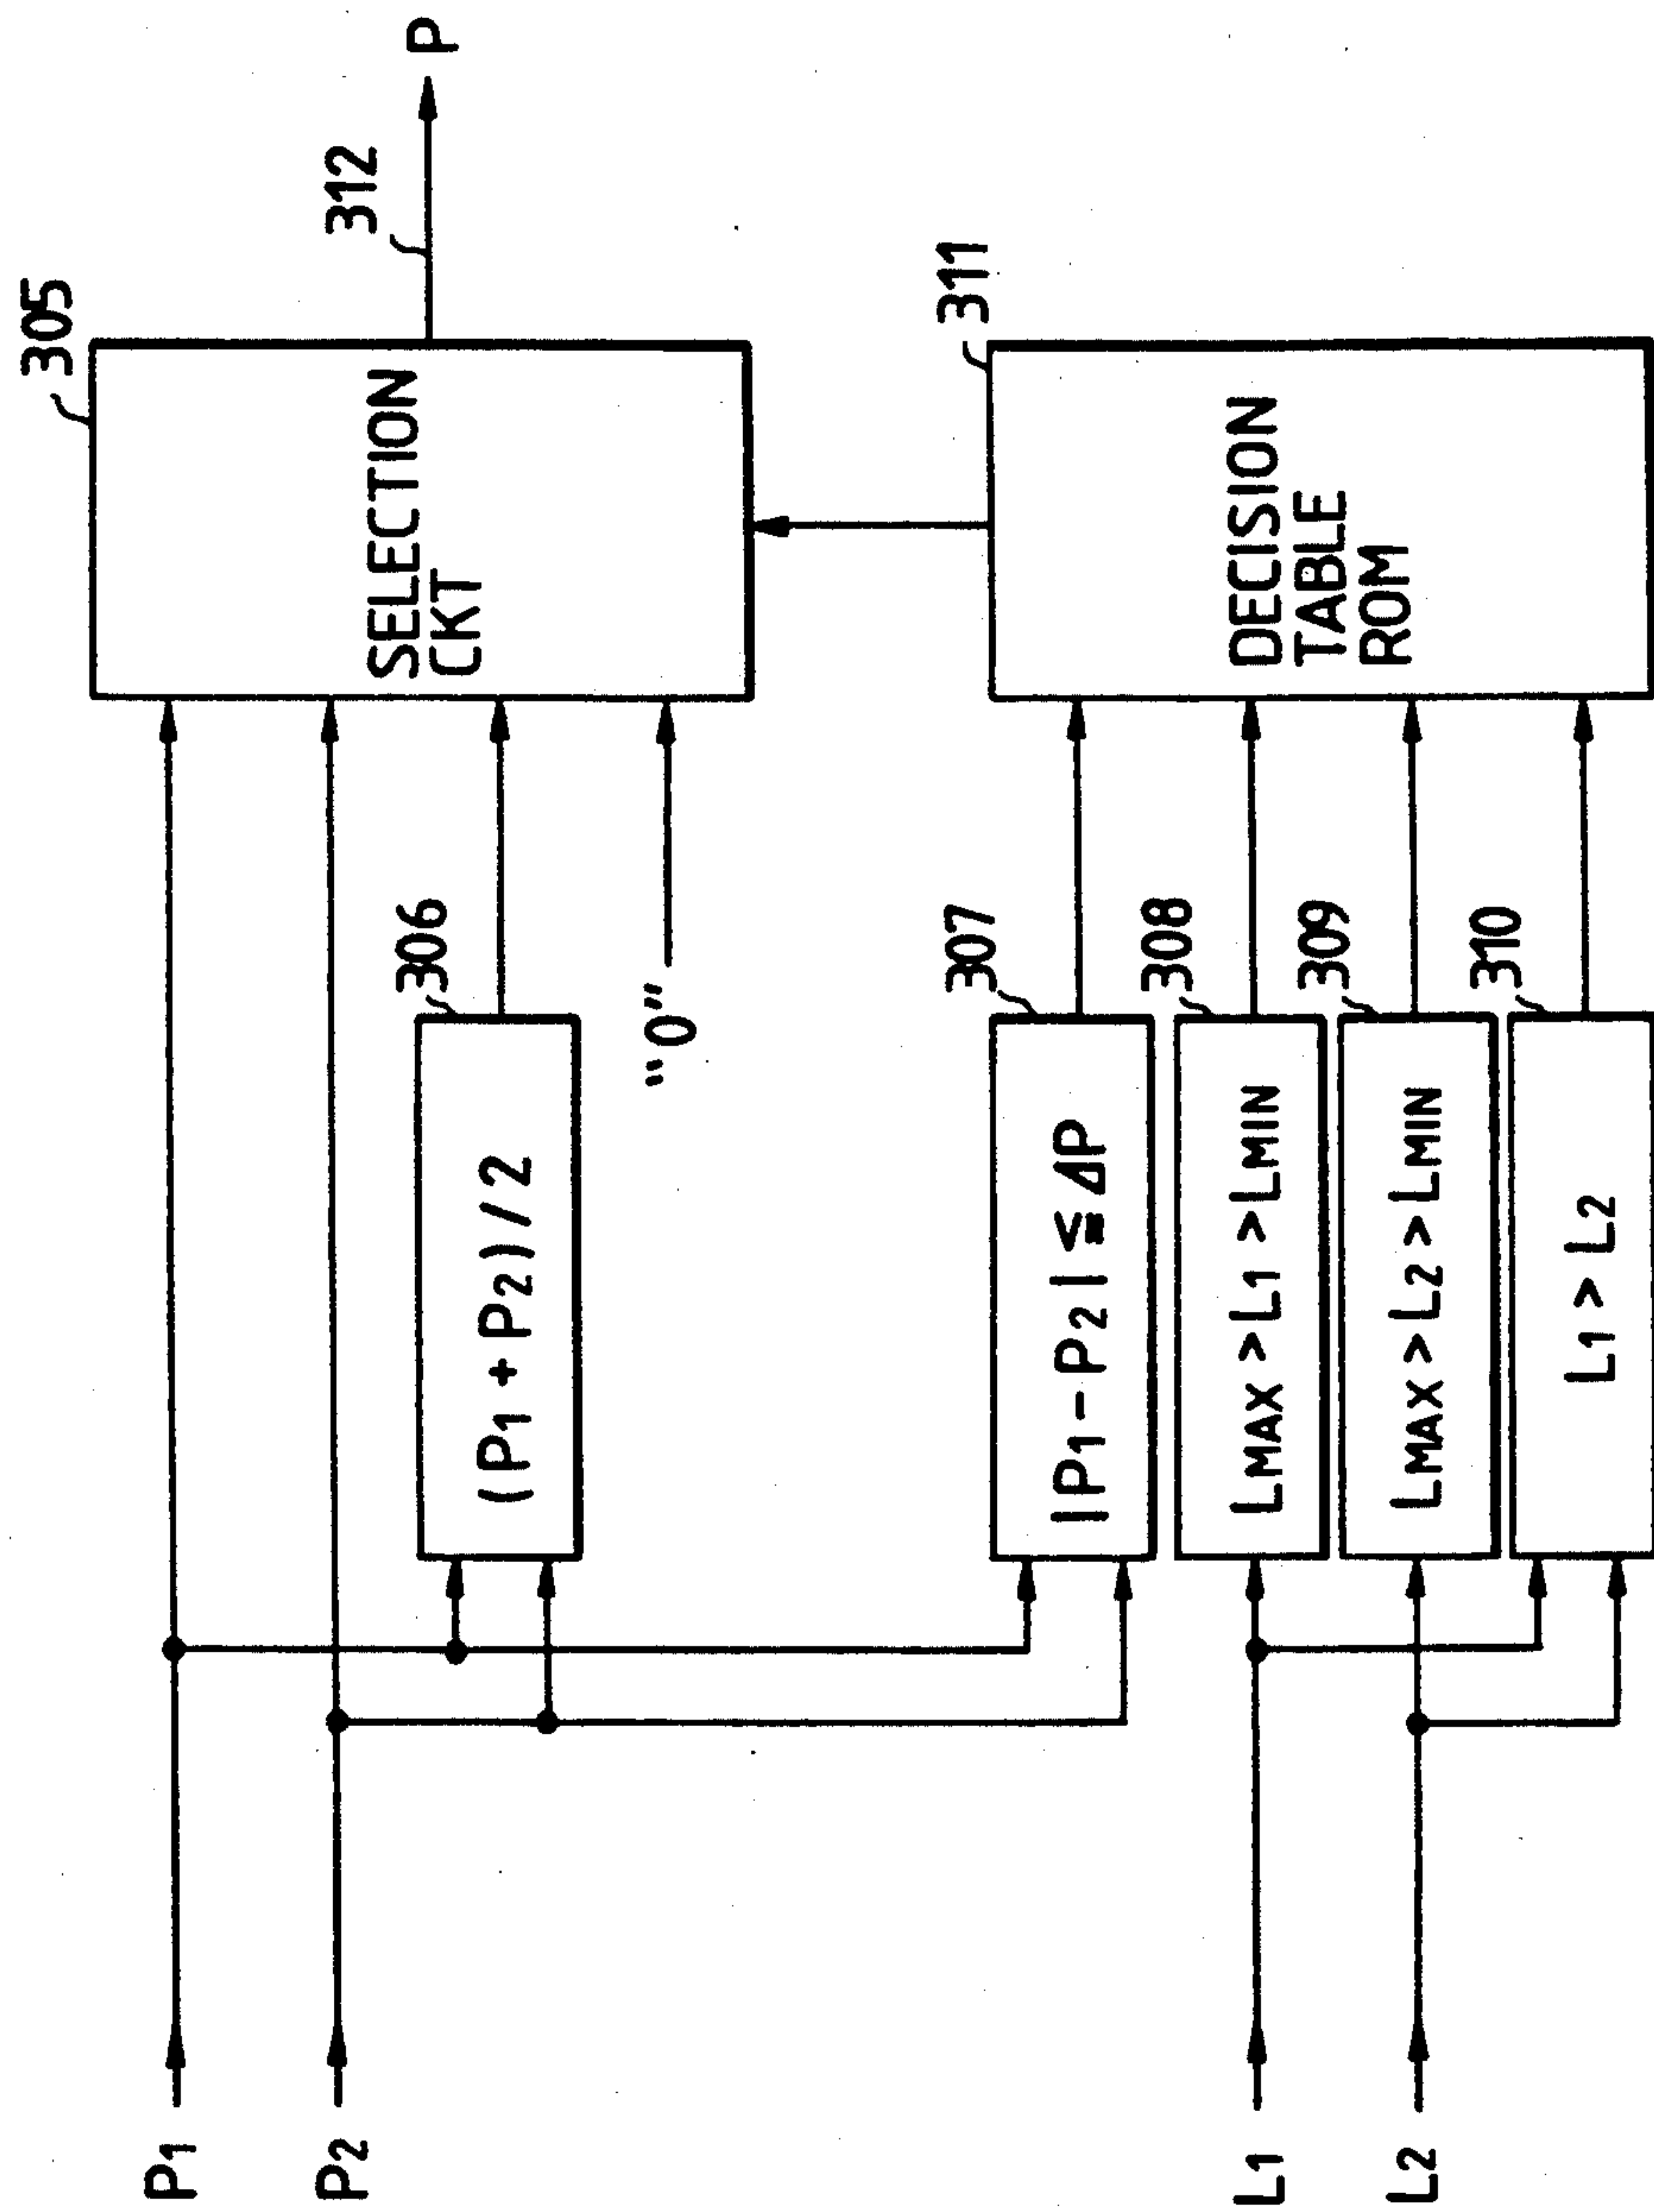 P1
P2
L1
L2
(P1 + P2) / 2
306
"0"
|P1 − P2| ≦ ΔP
307
LMAX > L1 > LMIN
308
LMAX > L2 > LMIN
309
L1 > L2
310
SELECTION
CKT
305
DECISION
TABLE
ROM
311
312
P